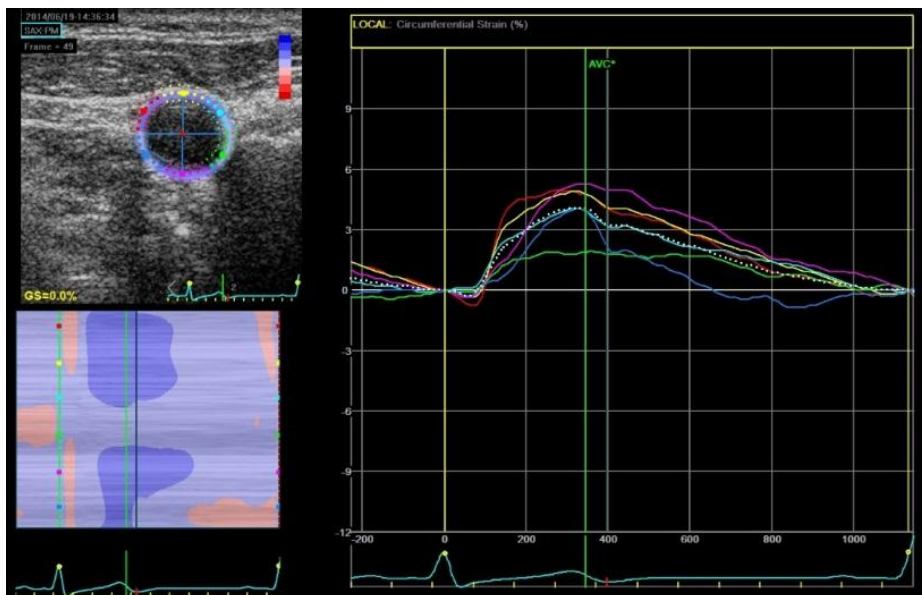 2014/06/19-14:36:34
SAX-PM
Frame = 49
GS=0.0%
LOCAL: Circumferential Strain (%)
AVC*
9
6
3
0
-3
-6
-9
-12
-200 0 200 400 600 800 1000